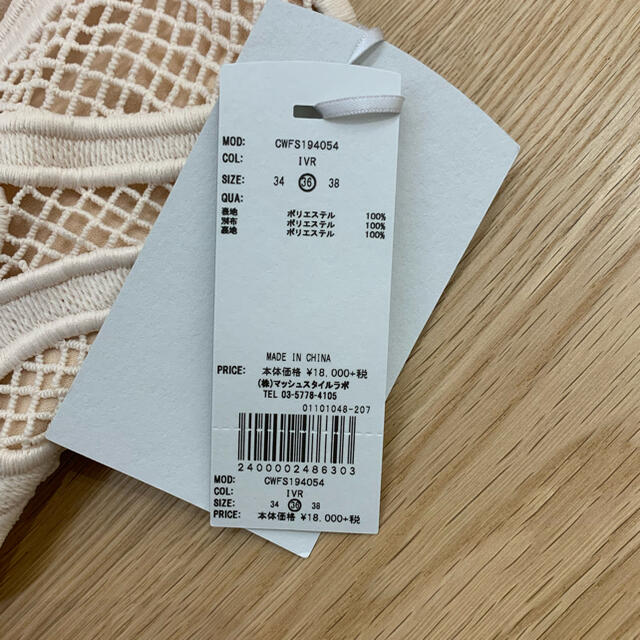 MOD: CWFS194054
COL: IVR
SIZE: 34 36 38
QUA:
表地 ポリエステル 100%
別布 ポリエステル 100%
裏地 ポリエステル 100%
MADE IN CHINA
PRICE: 本体価格 ¥18,000+税
(株)マッシュスタイルラボ
TEL 03-5778-4105
01101048-207
2400002486303
MOD: CWFS194054
COL: IVR
SIZE: 34 36 38
PRICE: 本体価格 ¥18,000+税